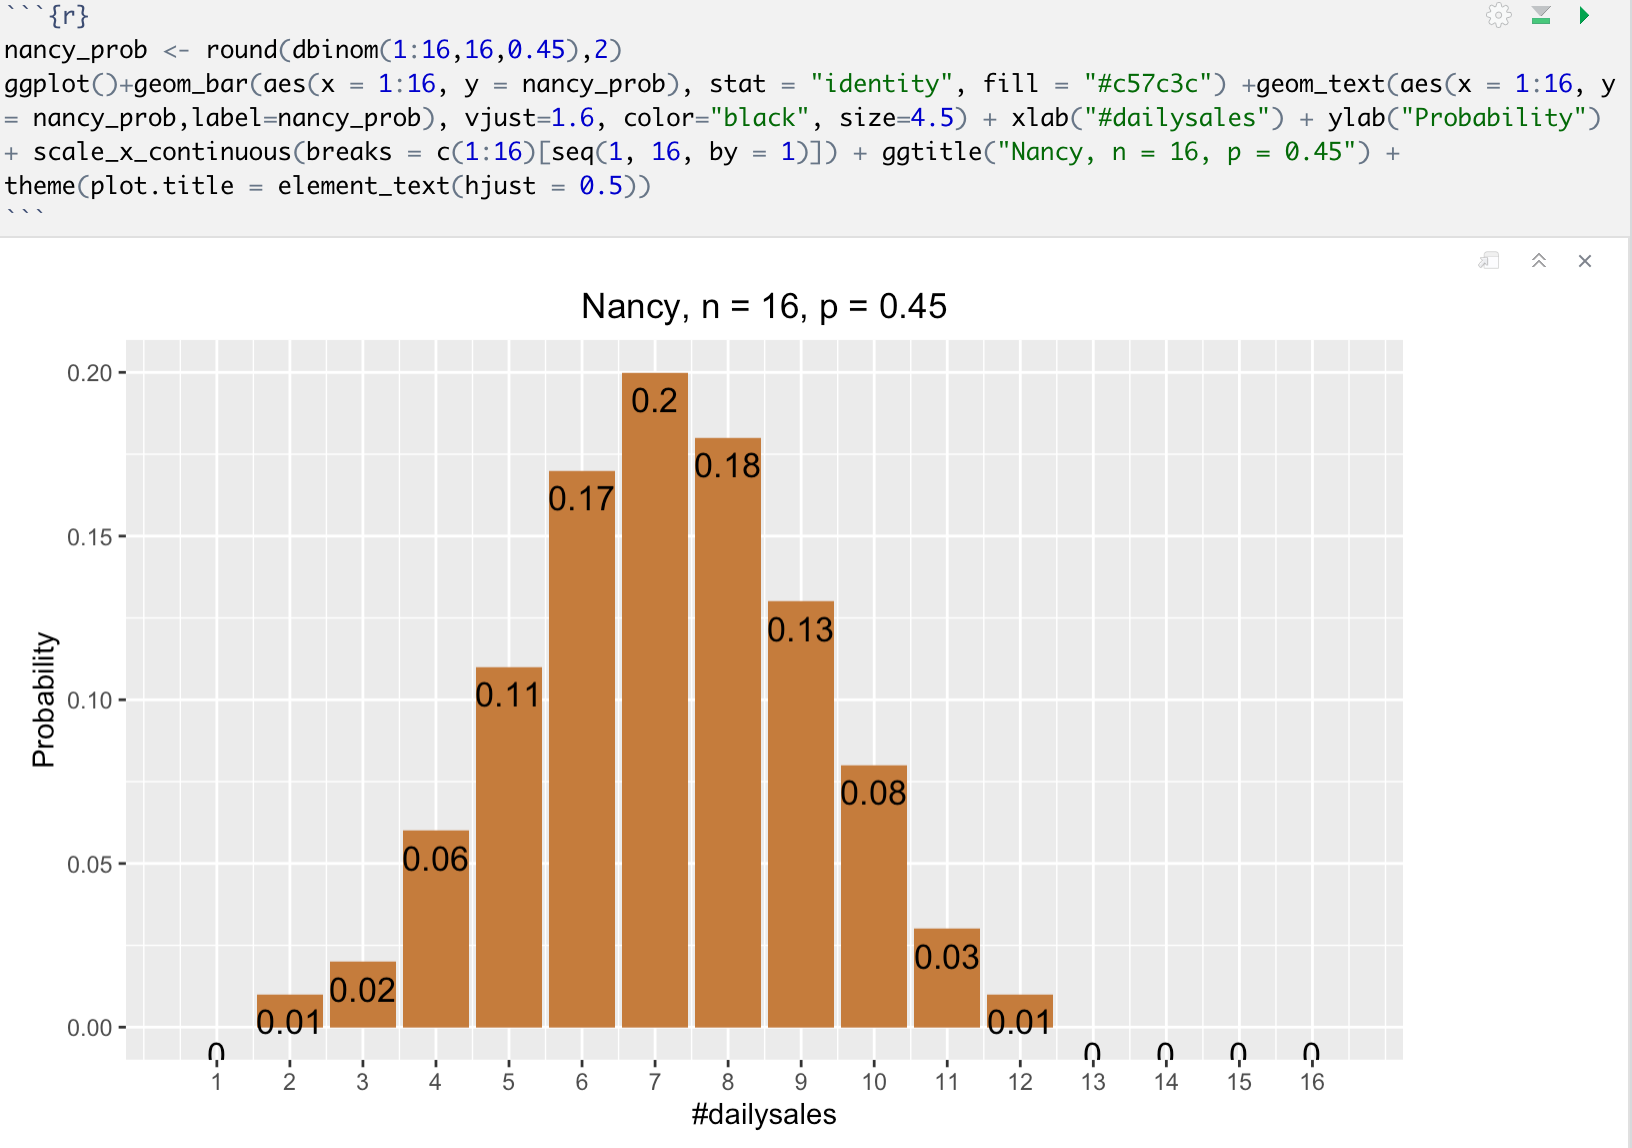 ```{r}
nancy_prob <- round(dbinom(1:16,16,0.45),2)
ggplot()+geom_bar(aes(x = 1:16, y = nancy_prob), stat = "identity", fill = "#c57c3c") +geom_text(aes(x = 1:16, y
= nancy_prob,label=nancy_prob), vjust=1.6, color="black", size=4.5) + xlab("#dailysales") + ylab("Probability")
+ scale_x_continuous(breaks = c(1:16)[seq(1, 16, by = 1)]) + ggtitle("Nancy, n = 16, p = 0.45") +
theme(plot.title = element_text(hjust = 0.5))
```
Nancy, n = 16, p = 0.45
Probability
0.20
0.15
0.10
0.05
0.00
0
0.01
0.02
0.06
0.11
0.17
0.2
0.18
0.13
0.08
0.03
0.01
0
0
0
0
1 2 3 4 5 6 7 8 9 10 11 12 13 14 15 16
#dailysales